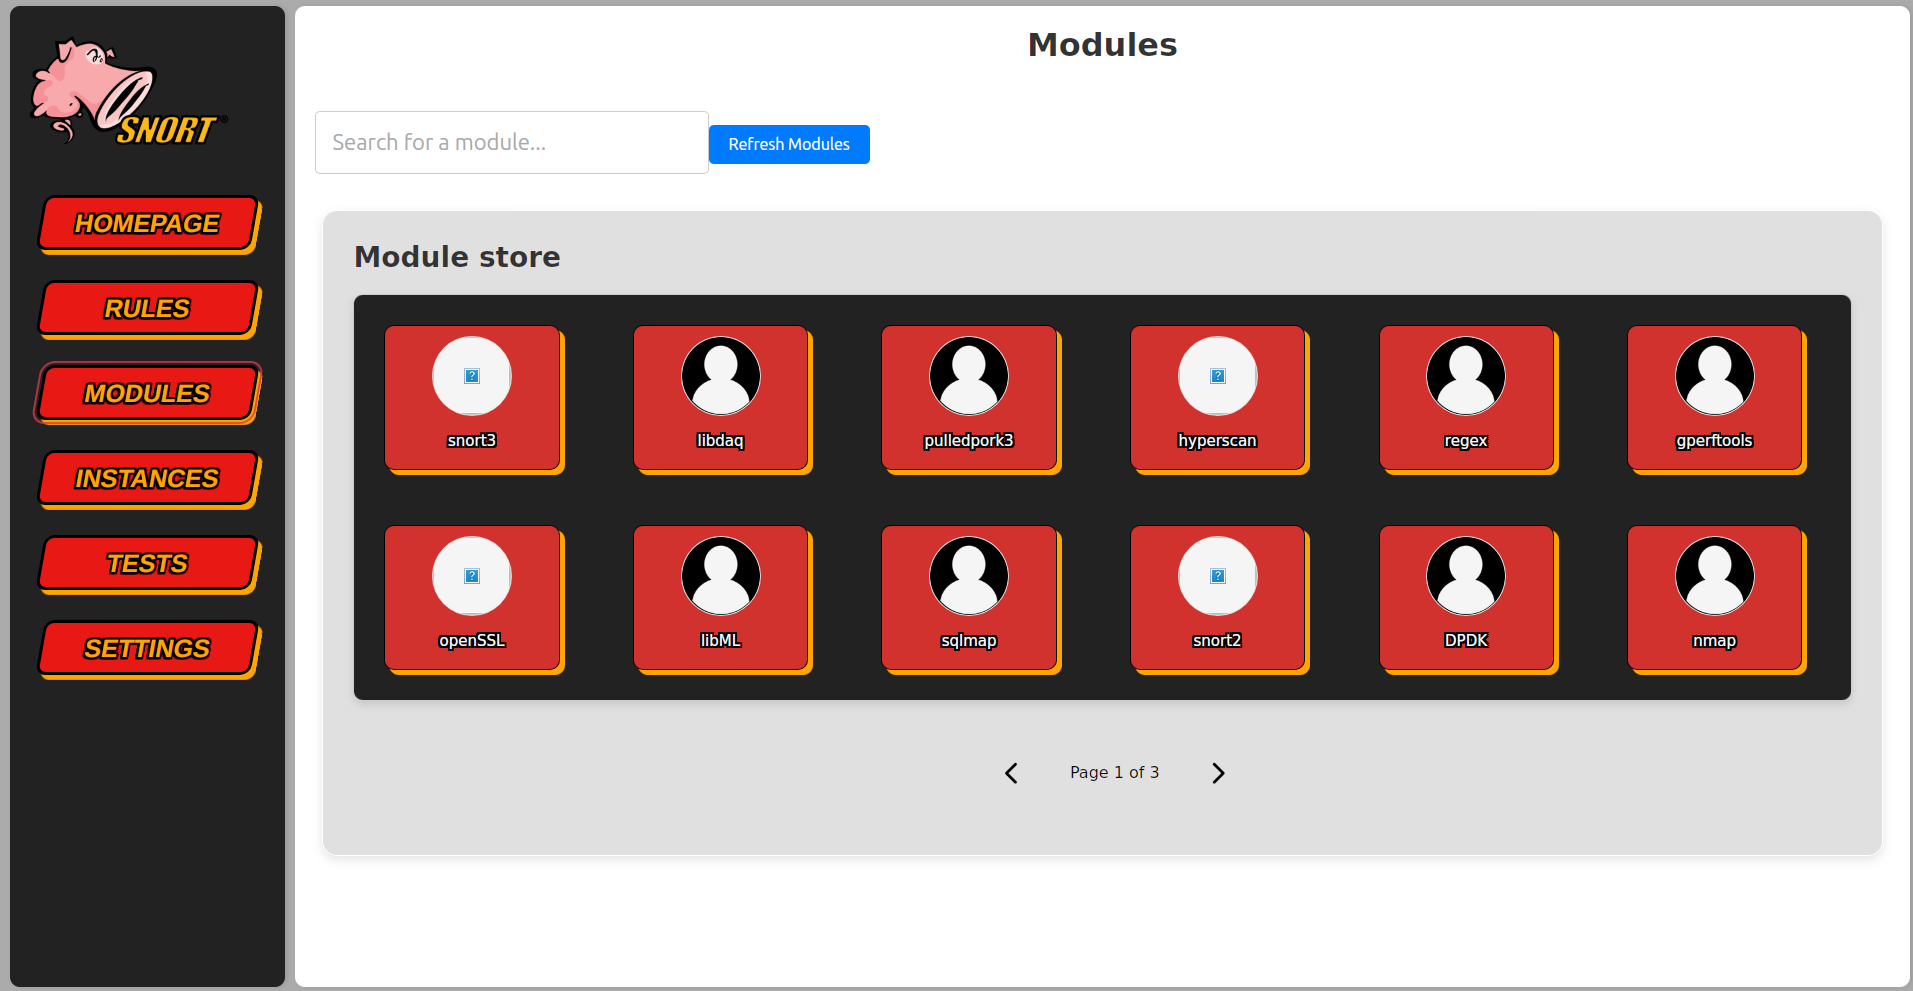 SNORT
HOMEPAGE
RULES
MODULES
INSTANCES
TESTS
SETTINGS
Modules
Search for a module...
Refresh Modules
Module store
snort3
libdaq
pulledpork3
hyperscan
regex
gperftools
openSSL
libML
sqlmap
snort2
DPDK
nmap
Page 1 of 3